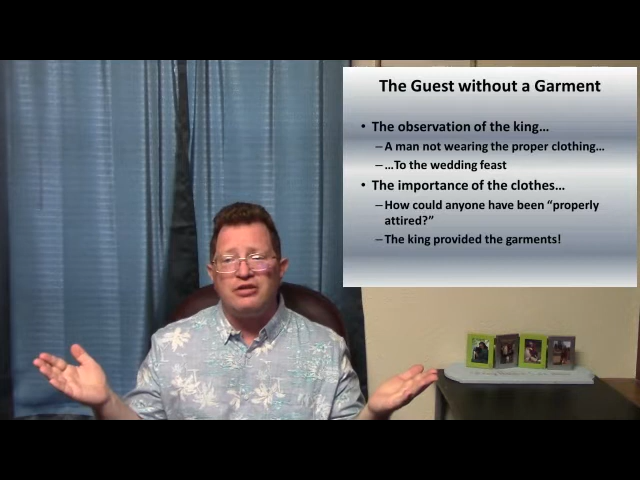 The Guest without a Garment
• The observation of the king…
–A man not wearing the proper clothing…
–…To the wedding feast
• The importance of the clothes…
–How could anyone have been “properly
attired?”
–The king provided the garments!